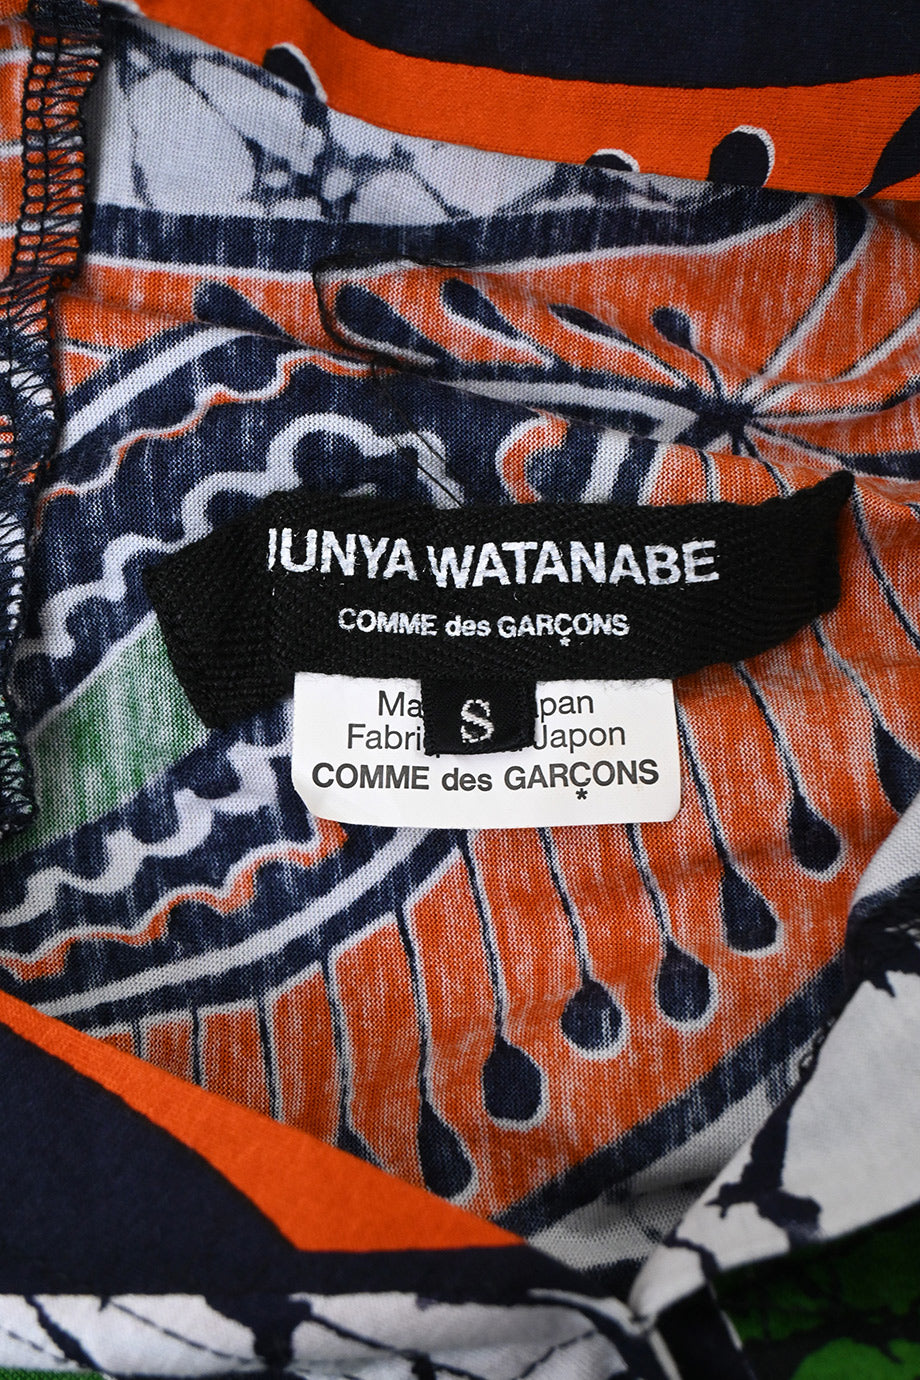 JUNYA WATANABE
COMME des GARÇONS
S
COMME des GARÇONS
*